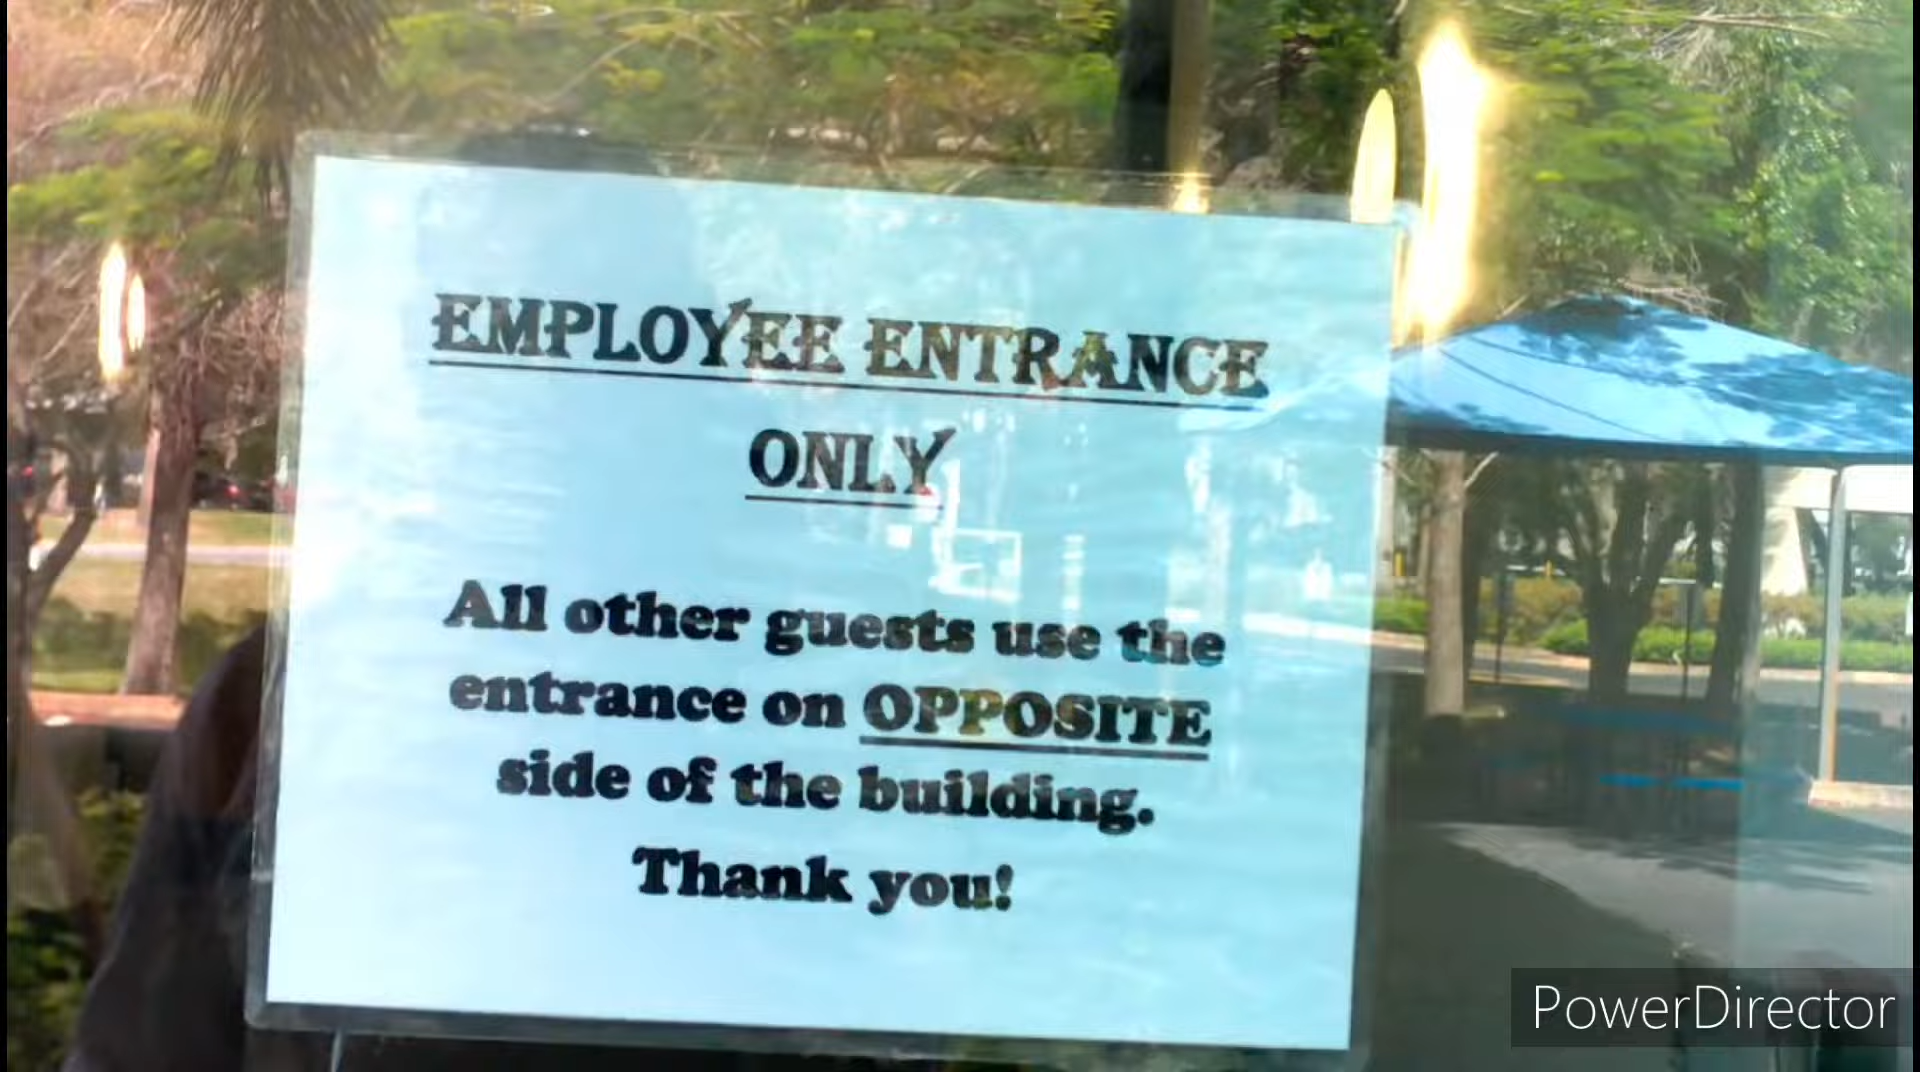 EMPLOYEE ENTRANCE
ONLY
All other guests use the
entrance on OPPOSITE
side of the building.
Thank you!
PowerDirector